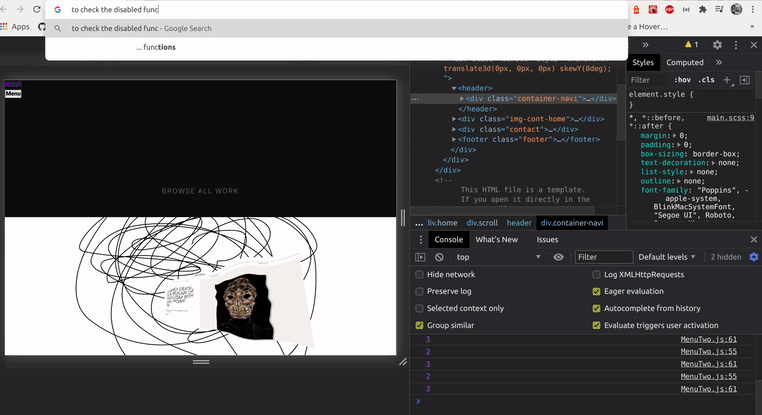 to check the disabled func
Apps
to check the disabled func - Google Search
... functions
e a Hover…
»
1
Styles
Computed
Filter
:hov .cls
translate3d(0px, 0px, 0px) skewY(0deg);
">
<header>
<div class="container-navi">…</div>
</header>
<div class="img-cont-home">…</div>
<div class="contact">…</div>
<footer class="footer">…</footer>
</div>
</div>
</div>
<!--
This HTML file is a template.
If you open it directly in the
element.style {
}
*, *::before, main.scss:9
*::after {
margin: 0;
padding: 0;
box-sizing: border-box;
text-decoration: none;
list-style: none;
outline: none;
font-family: "Poppins", -
apple-system,
BlinkMacSystemFont,
"Segoe UI", Roboto,
Menu
BROWSE ALL WORK
... liv.home div.scroll header div.container-navi
Console What's New Issues
top
Filter
Default levels
2 hidden
Hide network
Log XMLHttpRequests
Preserve log
Eager evaluation
Selected context only
Autocomplete from history
Group similar
Evaluate triggers user activation
3 MenuTwo.js:61
2 MenuTwo.js:55
3 MenuTwo.js:61
2 MenuTwo.js:55
3 MenuTwo.js:61
>